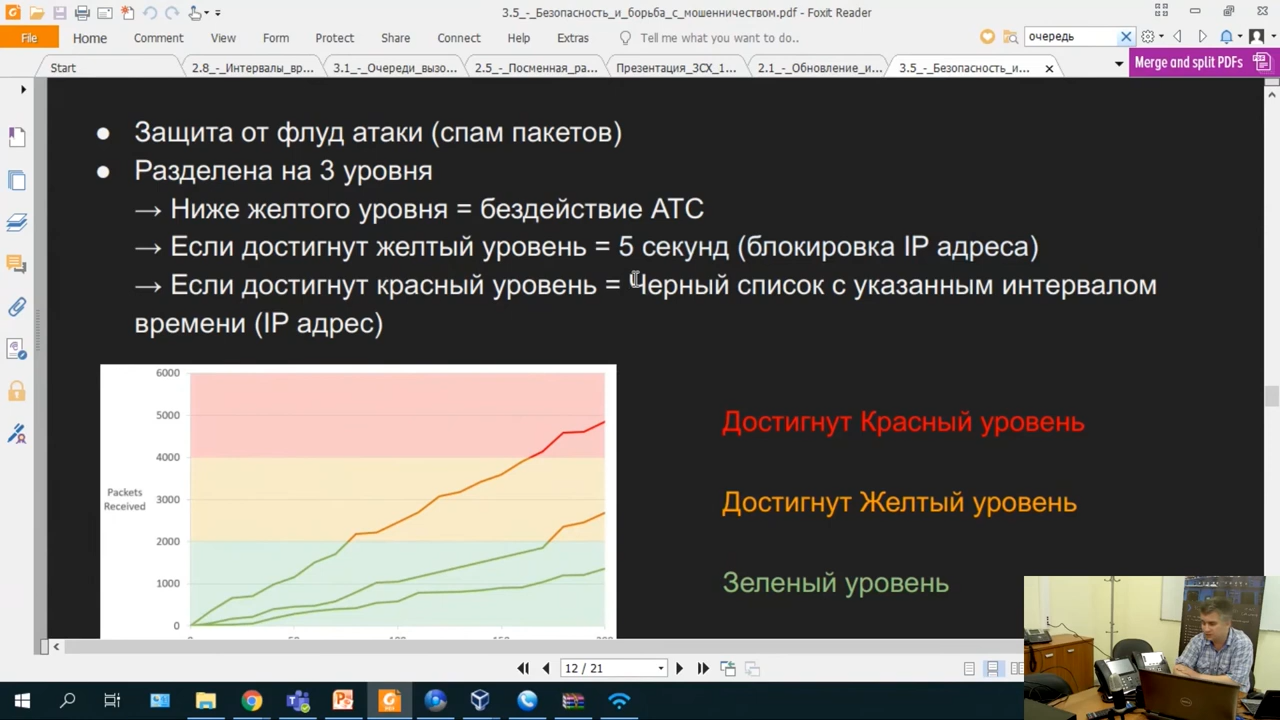 3.5_-_Безопасность_и_борьба_с_мошенничеством.pdf - Foxit Reader
File Home Comment View Form Protect Share Connect Help Extras Tell me what you want to do.. очередь
Start 2.8_-_Интервалы_вр... 3.1_-_Очереди_вызо... 2.5_-_Посменная_ра... Презентация_3CX_1... 2.1_-_Обновление_и... 3.5_-_Безопасность_и... Merge and split PDFs
● Защита от флуд атаки (спам пакетов)
● Разделена на 3 уровня
→ Ниже желтого уровня = бездействие АТС
→ Если достигнут желтый уровень = 5 секунд (блокировка IP адреса)
→ Если достигнут красный уровень = Черный список с указанным интервалом
времени (IP адрес)
6000
5000
4000
3000
2000
1000
0
Packets
Received
Достигнут Красный уровень
Достигнут Желтый уровень
Зеленый уровень
12 / 21